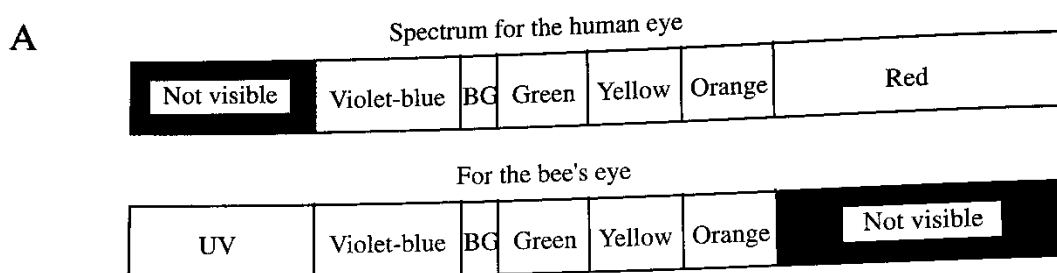 A
Spectrum for the human eye
Not visible Violet-blue BG Green Yellow Orange Red
For the bee's eye
UV Violet-blue BG Green Yellow Orange Not visible